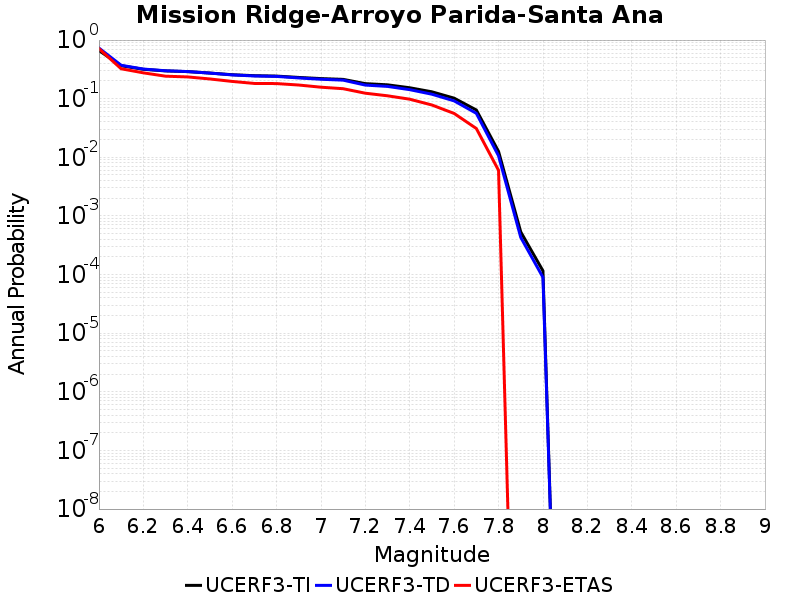 Mission Ridge-Arroyo Parida-Santa Ana
Annual Probability
10^0
10^-1
10^-2
10^-3
10^-4
10^-5
10^-6
10^-7
10^-8
6 6.2 6.4 6.6 6.8 7 7.2 7.4 7.6 7.8 8 8.2 8.4 8.6 8.8 9
Magnitude
UCERF3-TI UCERF3-TD UCERF3-ETAS